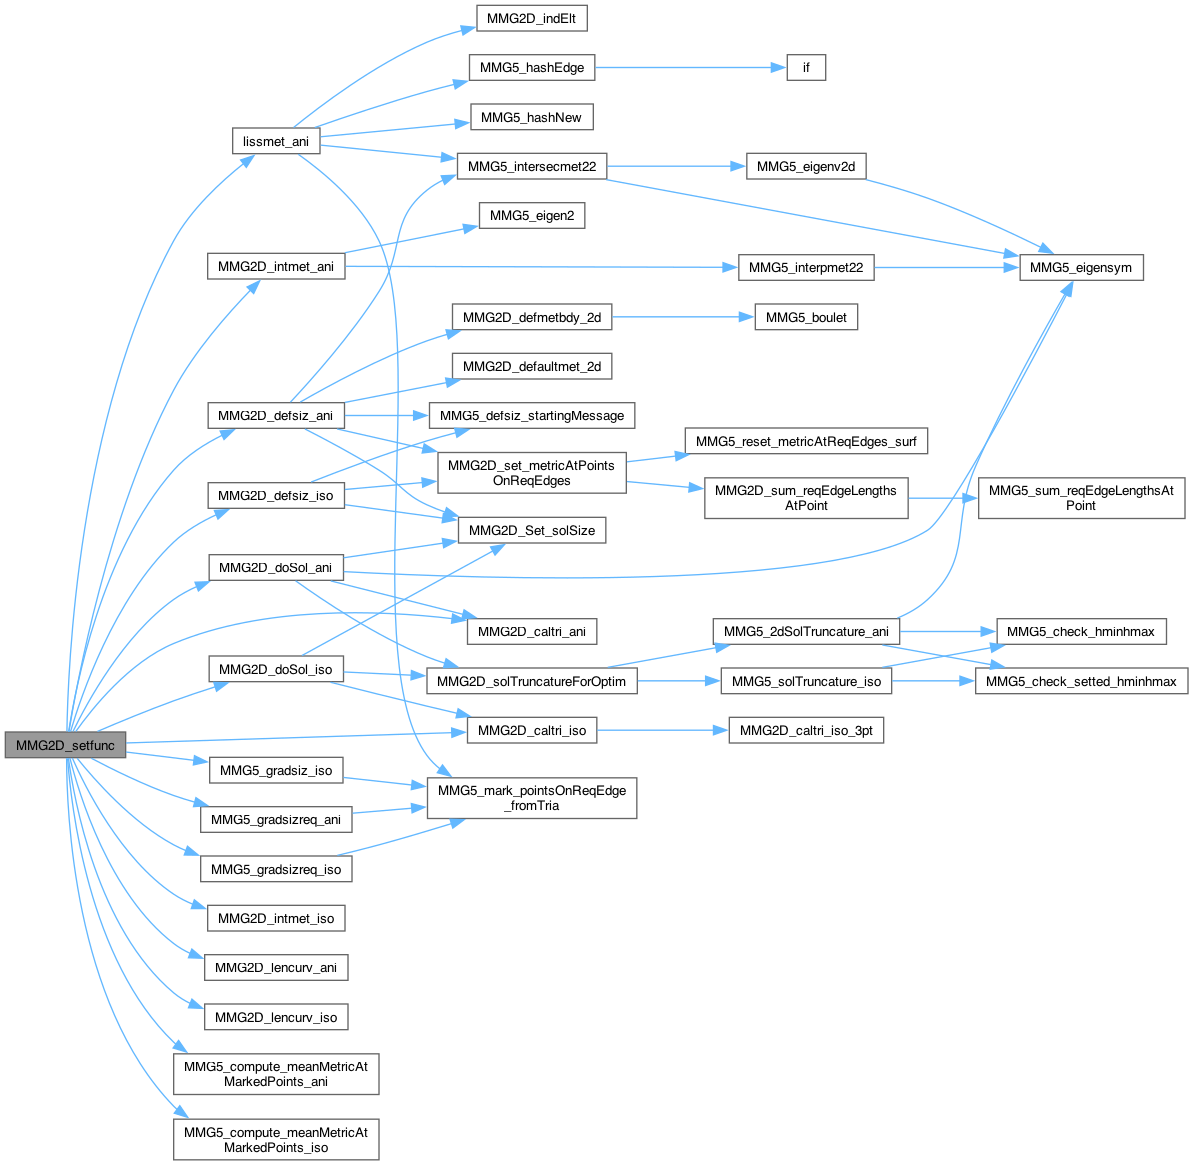 MMG2D_indElt
MMG5_hashEdge
if
MMG5_hashNew
lissmet_ani
MMG5_intersecmet22
MMG5_eigenv2d
MMG5_eigen2
MMG2D_intmet_ani
MMG5_interpmet22
MMG5_eigensym
MMG2D_defmetbdy_2d
MMG5_boulet
MMG2D_defaultmet_2d
MMG2D_defsiz_ani
MMG5_defsiz_startingMessage
MMG5_reset_metricAtReqEdges_surf
MMG2D_set_metricAtPoints
OnReqEdges
MMG2D_defsiz_iso
MMG2D_sum_reqEdgeLengths
AtPoint
MMG5_sum_reqEdgeLengthsAt
Point
MMG2D_Set_solSize
MMG2D_doSol_ani
MMG2D_caltri_ani
MMG5_2dSolTruncature_ani
MMG5_check_hminhmax
MMG2D_doSol_iso
MMG2D_solTruncatureForOptim
MMG5_solTruncature_iso
MMG5_check_setted_hminhmax
MMG2D_caltri_iso
MMG2D_caltri_iso_3pt
MMG2D_setfunc
MMG5_gradsiz_iso
MMG5_mark_pointsOnReqEdge
_fromTria
MMG5_gradsizreq_ani
MMG5_gradsizreq_iso
MMG2D_intmet_iso
MMG2D_lencurv_ani
MMG2D_lencurv_iso
MMG5_compute_meanMetricAt
MarkedPoints_ani
MMG5_compute_meanMetricAt
MarkedPoints_iso